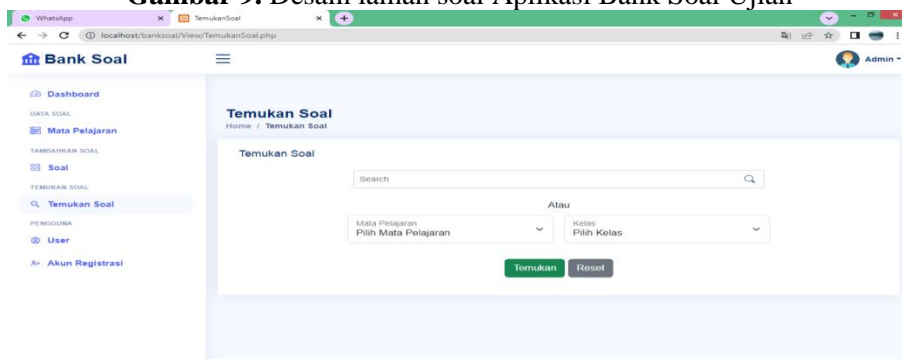 Gambar 9. Desain laman soal Aplikasi Bank Soal Ujian
WhatsApp
TemukanSoal
localhost/banksoal/View/TemukanSoal.php
Bank Soal
Admin
Dashboard
DATA SOAL
Mata Pelajaran
TAMBAHKAN SOAL
Soal
TEMUKAN SOAL
Temukan Soal
PENGGUNA
User
Akun Registrasi
Temukan Soal
Home / Temukan Soal
Temukan Soal
Search
Atau
Mata Pelajaran
Pilih Mata Pelajaran
Kelas
Pilih Kelas
Temukan Reset